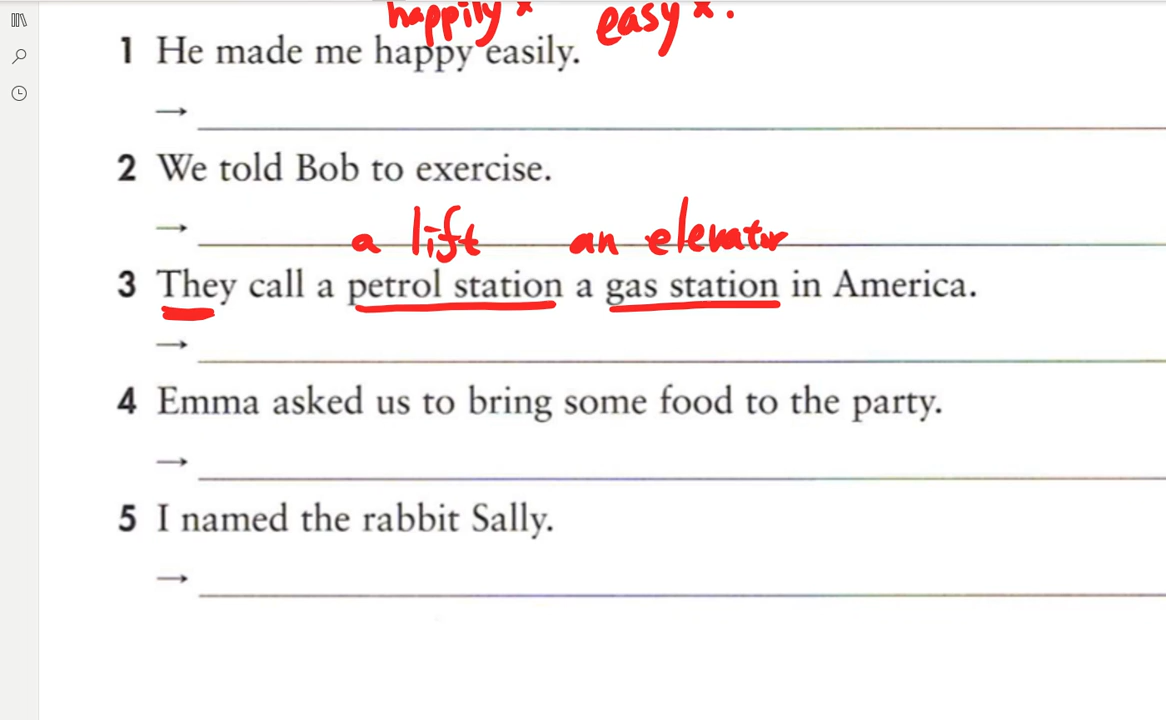 happily x easy x .
1 He made me happy easily.
→
2 We told Bob to exercise.
→
a lift an elevator
3 They call a petrol station a gas station in America.
→
4 Emma asked us to bring some food to the party.
→
5 I named the rabbit Sally.
→